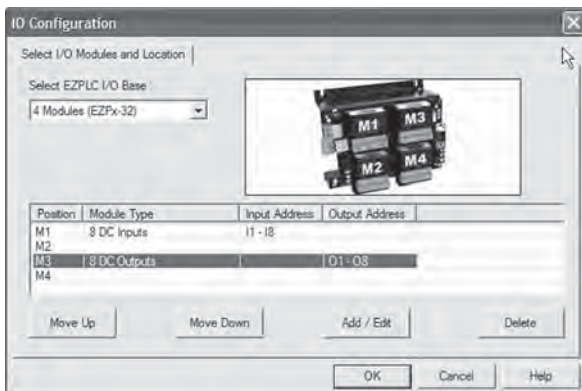 IO Configuration
Select I/O Modules and Location
Select EZPLC I/O Base
4 Modules (EZPx-32)
M1
M3
M2
M4
Position Module Type Input Address Output Address
M1 8 DC Inputs I1 - I8
M2
M3 8 DC Outputs O1 - O8
M4
Move Up Move Down Add / Edit Delete
OK Cancel Help